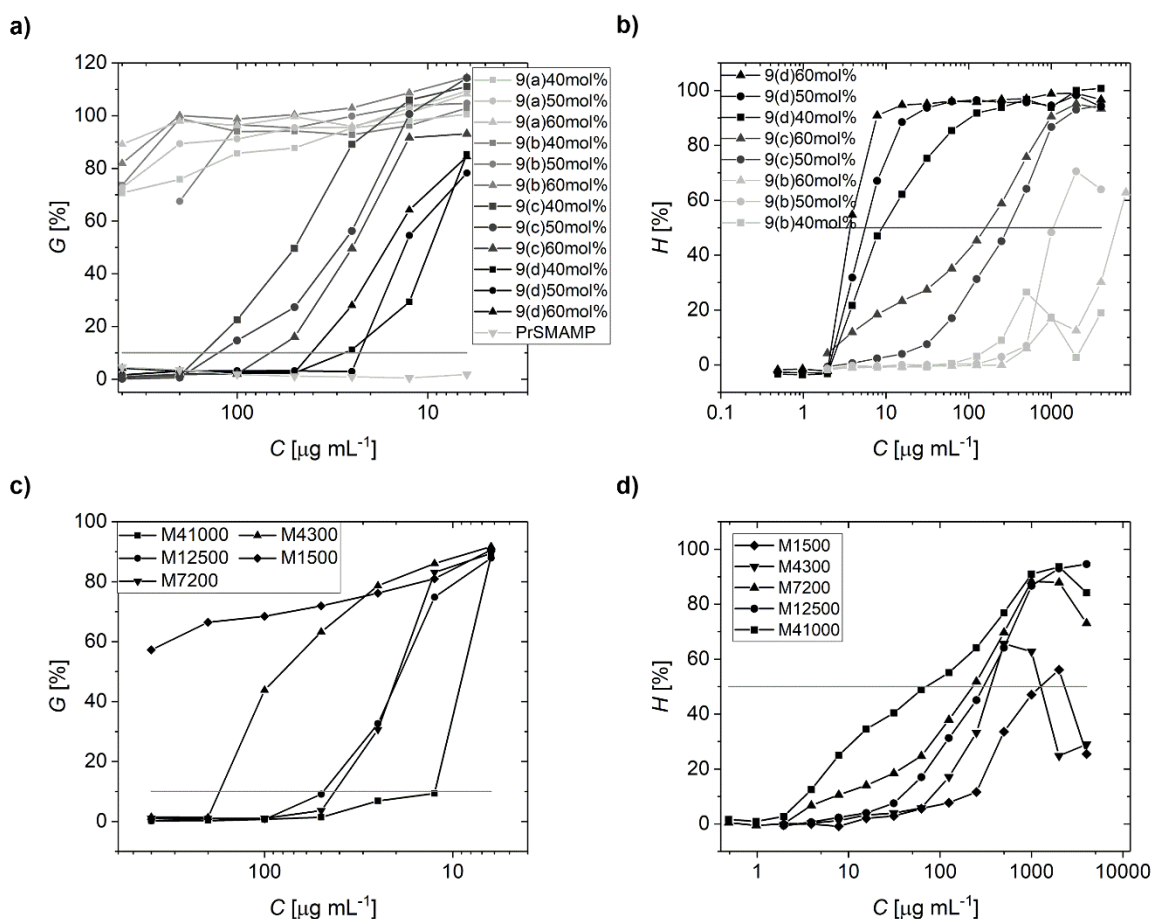 a)
G [%]
120
100
80
60
40
20
0
100
10
C [μg mL⁻¹]
9(a)40mol%
9(a)50mol%
9(a)60mol%
9(b)40mol%
9(b)50mol%
9(b)60mol%
9(c)40mol%
9(c)50mol%
9(c)60mol%
9(d)40mol%
9(d)50mol%
9(d)60mol%
PrSMAMP
b)
H [%]
100
80
60
40
20
0
9(d)60mol%
9(d)50mol%
9(d)40mol%
9(c)60mol%
9(c)50mol%
9(b)60mol%
9(b)50mol%
9(b)40mol%
0.1
1
10
100
1000
C [μg mL⁻¹]
c)
G [%]
100
80
60
40
20
0
M41000
M4300
M12500
M1500
M7200
100
10
C [μg mL⁻¹]
d)
H [%]
100
80
60
40
20
0
M1500
M4300
M7200
M12500
M41000
1
10
100
1000
10000
C [μg mL⁻¹]